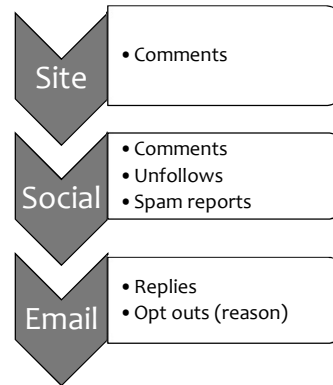 Site
• Comments
Social
• Comments
• Unfollows
• Spam reports
Email
• Replies
• Opt outs (reason)